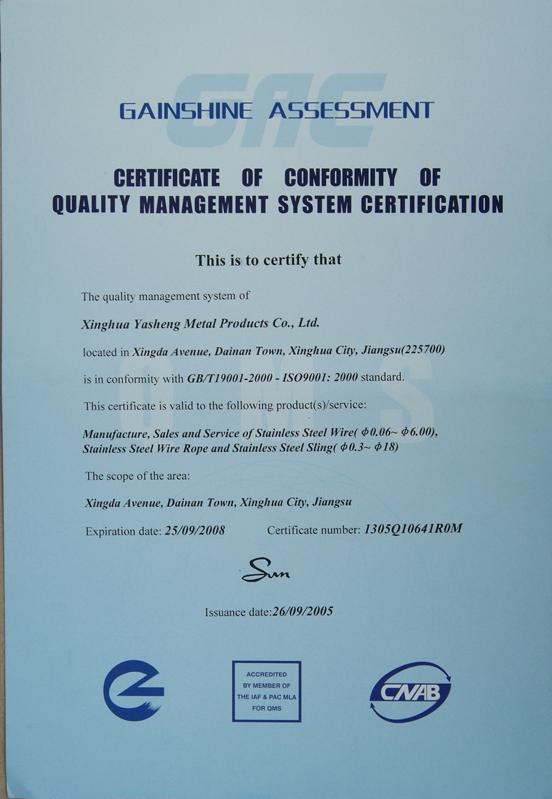 GAC
GAINSHINE ASSESSMENT
CERTIFICATE OF CONFORMITY OF
QUALITY MANAGEMENT SYSTEM CERTIFICATION
This is to certify that
The quality management system of
Xinghua Yasheng Metal Products Co., Ltd.
located in Xingda Avenue, Dainan Town, Xinghua City, Jiangsu(225700)
is in conformity with GB/T19001-2000 - ISO9001: 2000 standard.
QMS
This certificate is valid to the following product(s)/service:
Manufacture, Sales and Service of Stainless Steel Wire( φ0.06~ φ6.00),
Stainless Steel Wire Rope and Stainless Steel Sling( φ0.3~ φ18)
The scope of the area:
Xingda Avenue, Dainan Town, Xinghua City, Jiangsu
Expiration date: 25/09/2008 Certificate number: 1305Q10641R0M
Sun
Issuance date:26/09/2005
ACCREDITED
BY MEMBER OF
THE IAF & PAC MLA
FOR QMS
CNAB